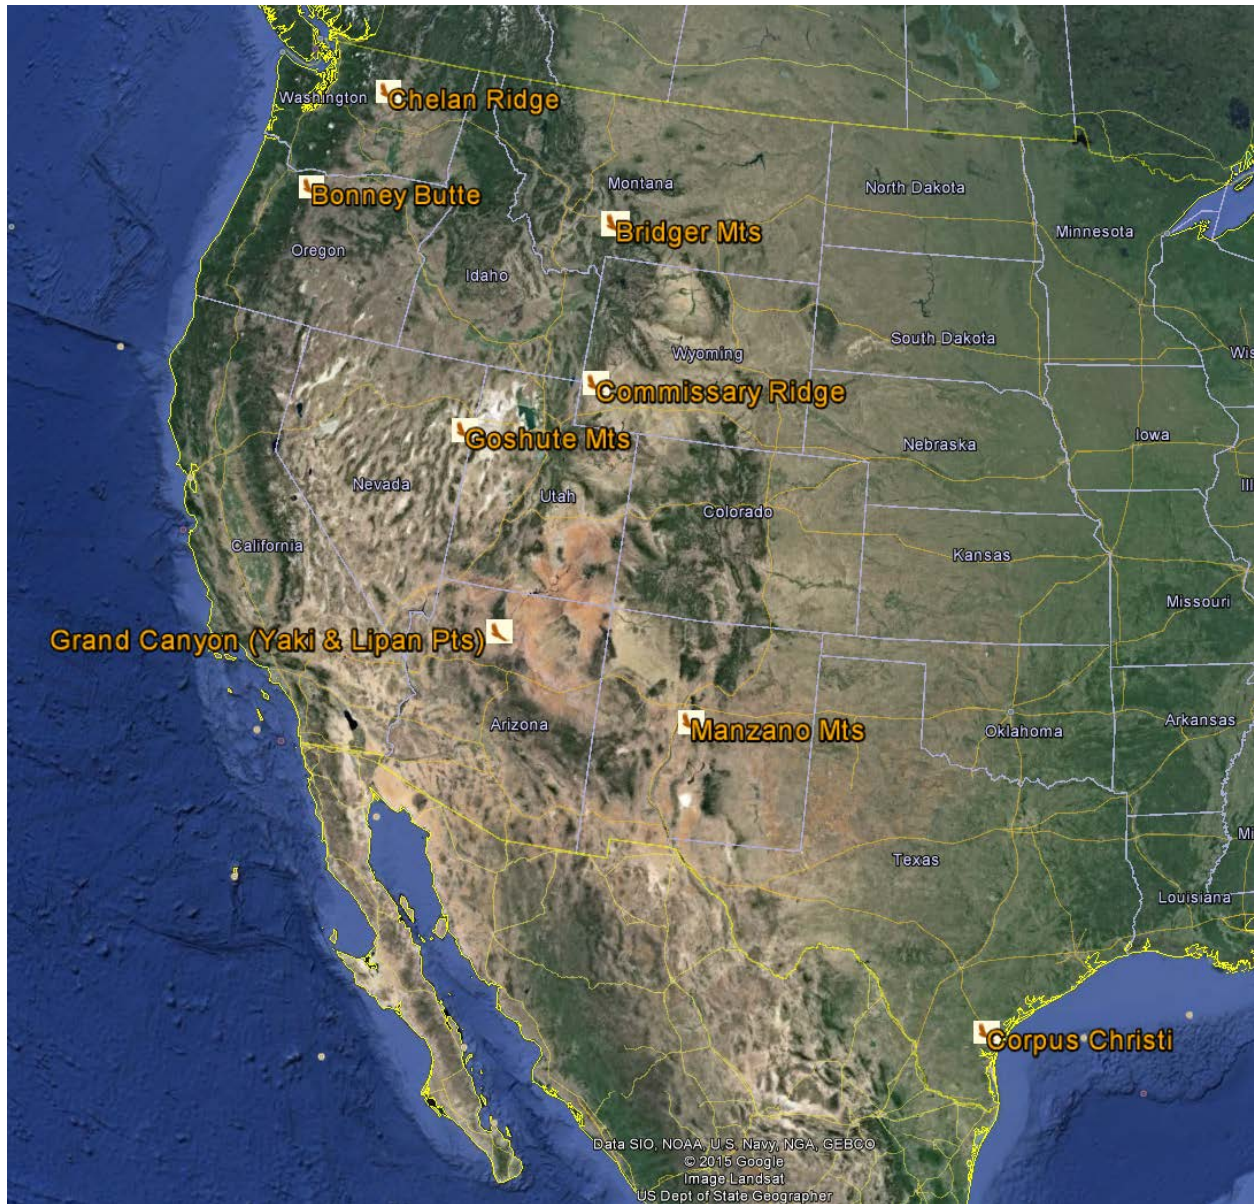 Washington
Chelan Ridge
Montana
North Dakota
Bonney Butte
Bridger Mts
Minnesota
Oregon
Idaho
South Dakota
Wyoming
Wis
Commissary Ridge
Goshute Mts
Iowa
Nebraska
Nevada
Utah
Ill
Colorado
California
Kansas
Missouri
Grand Canyon (Yaki & Lipan Pts)
Arizona
Manzano Mts
Oklahoma
Arkansas
Mi
Texas
Louisiana
Corpus Christi
Data SIO, NOAA, U.S. Navy, NGA, GEBCO
© 2015 Google
Image Landsat
US Dept of State Geographer